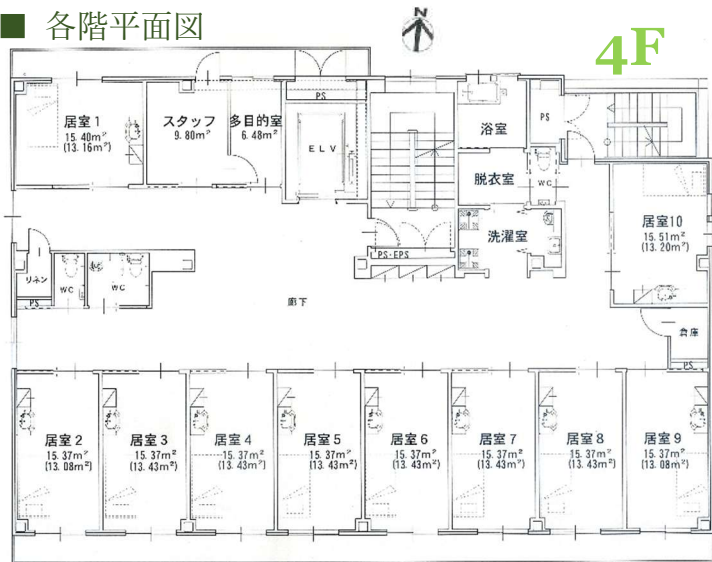 ■ 各階平面図
N
4F
居室1
15.40m²
(13.16m²)
スタッフ
9.80m²
多目的室
6.48m²
PS
ELV
浴室
PS
脱衣室
WC
洗濯室
PS・EPS
居室10
15.51m²
(13.20m²)
リネン
WC
WC
PS
廊下
倉庫
PS
居室2
15.37m²
(13.08m²)
居室3
15.37m²
(13.43m²)
居室4
15.37m²
(13.43m²)
居室5
15.37m²
(13.43m²)
居室6
15.37m²
(13.43m²)
居室7
15.37m²
(13.43m²)
居室8
15.37m²
(13.43m²)
居室9
15.37m²
(13.08m²)